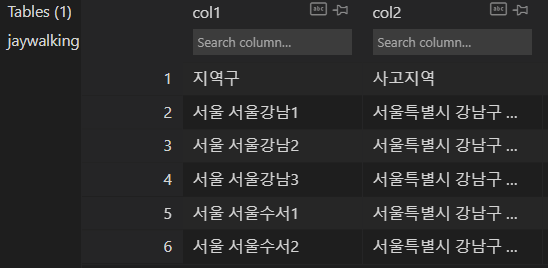 Tables (1)
jaywalking
col1 abc col2 abc
Search column... Search column...
1 지역구 사고지역
2 서울 서울강남1 서울특별시 강남구 ...
3 서울 서울강남2 서울특별시 강남구 ...
4 서울 서울강남3 서울특별시 강남구 ...
5 서울 서울수서1 서울특별시 강남구 ...
6 서울 서울수서2 서울특별시 강남구 ...